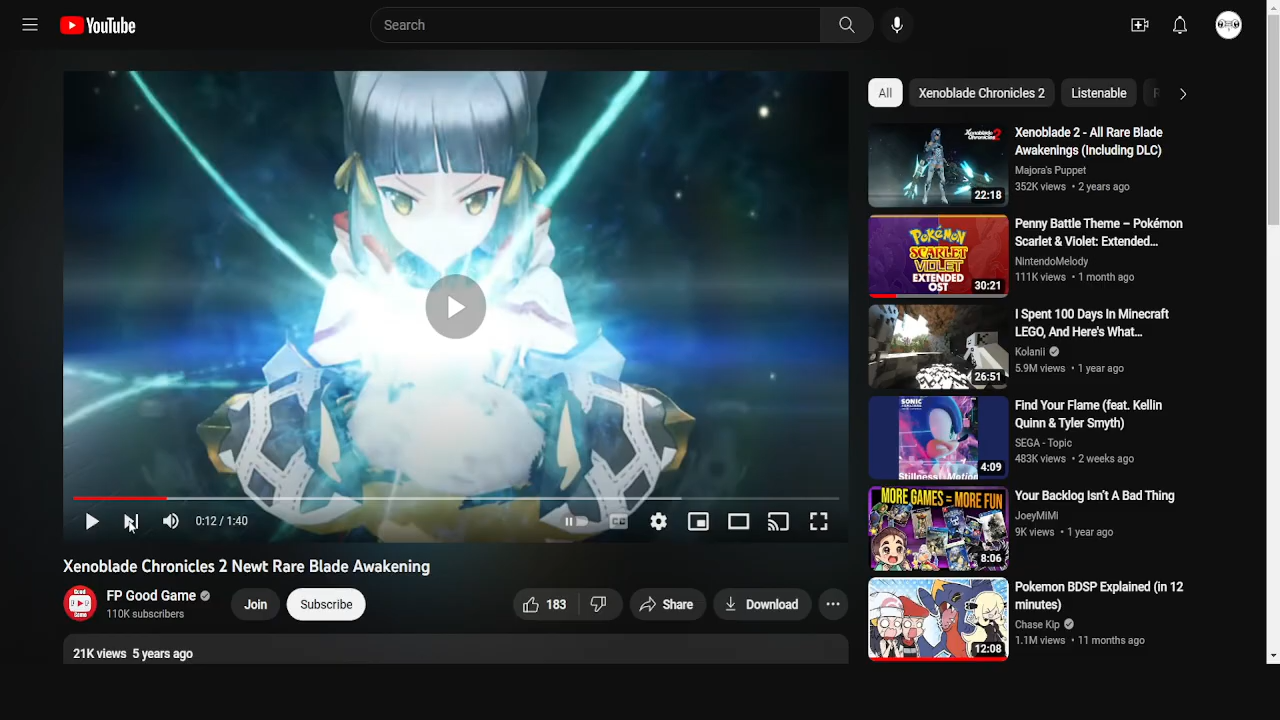 YouTube
Search
All
Xenoblade Chronicles 2
Listenable
Xenoblade 2 - All Rare Blade
Awakenings (Including DLC)
Majora's Puppet
352K views • 2 years ago
22:18
Penny Battle Theme – Pokémon
Scarlet & Violet: Extended...
NintendoMelody
111K views • 1 month ago
POKÉMON
SCARLET
VIOLET
EXTENDED
OST
30:21
I Spent 100 Days In Minecraft
LEGO, And Here's What...
Kolanii
5.9M views • 1 year ago
26:51
Find Your Flame (feat. Kellin
Quinn & Tyler Smyth)
SEGA - Topic
483K views • 2 weeks ago
SONIC
Stillness & Motion
4:09
MORE GAMES = MORE FUN
Your Backlog Isn't A Bad Thing
JoeyMiMi
9K views • 1 year ago
8:06
Pokemon BDSP Explained (in 12
minutes)
Chase Kip
1.1M views • 11 months ago
12:08
0:12 / 1:40
CC
Xenoblade Chronicles 2 Newt Rare Blade Awakening
Good
Game
FP Good Game
110K subscribers
Join
Subscribe
183
Share
Download
21K views 5 years ago